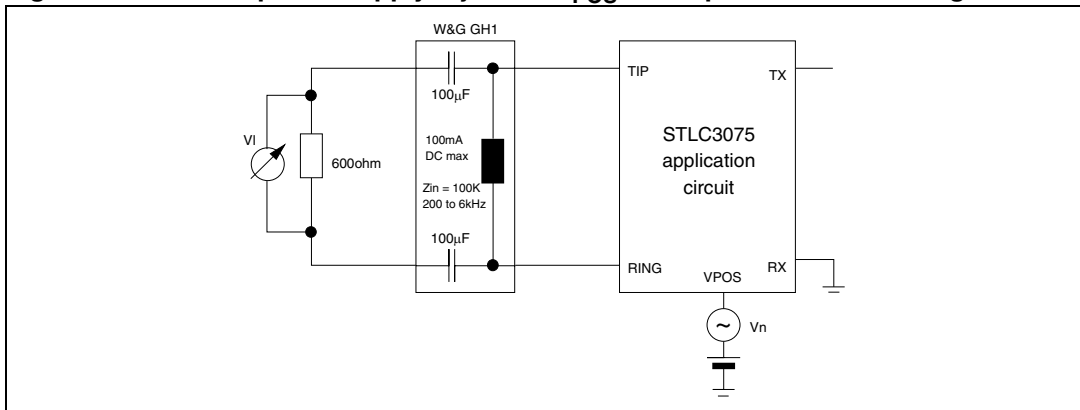 W&G GH1
100µF
TIP
TX
VI
600ohm
100mA
DC max
Zin = 100K
200 to 6kHz
STLC3075
application
circuit
100µF
RING
RX
VPOS
~
Vn